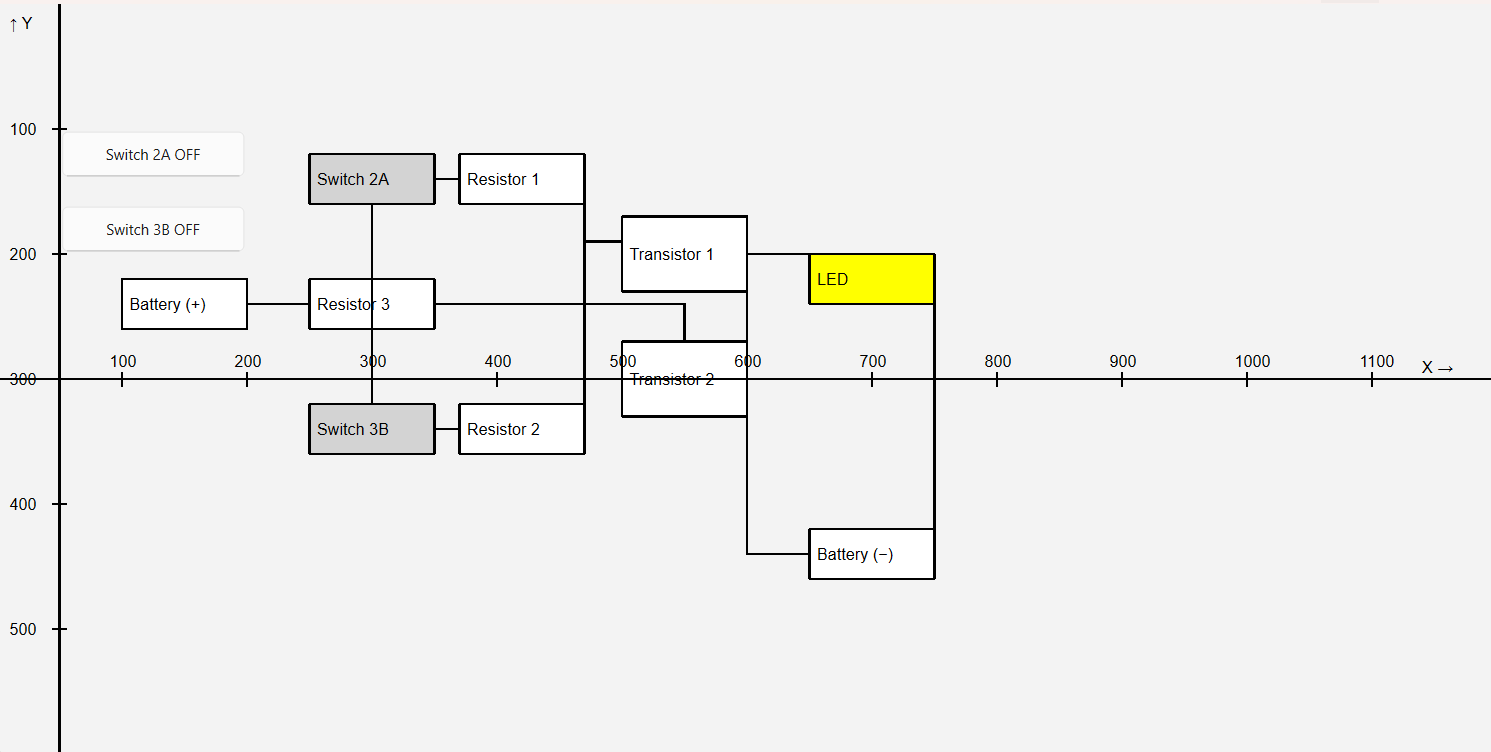 ↑ Y
100
Switch 2A OFF
Switch 2A
Resistor 1
Switch 3B OFF
200
Transistor 1
LED
Battery (+)
Resistor 3
100 200 300 400 500 600 700 800 900 1000 1100
X →
300
Transistor 2
Switch 3B
Resistor 2
400
Battery (−)
500